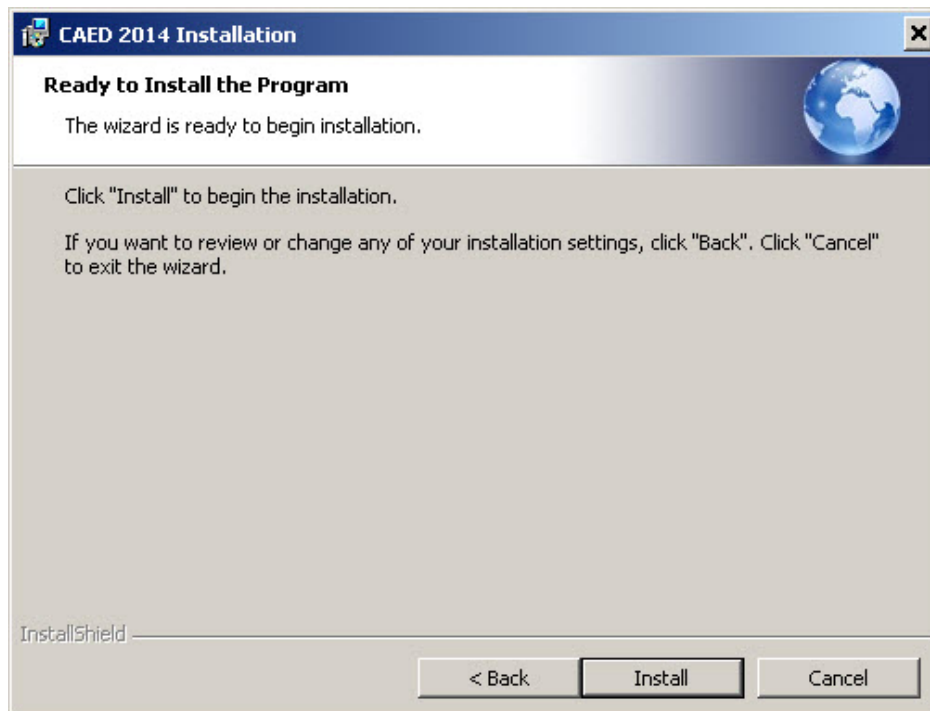 CAED 2014 Installation
Ready to Install the Program
The wizard is ready to begin installation.
Click "Install" to begin the installation.
If you want to review or change any of your installation settings, click "Back". Click "Cancel"
to exit the wizard.
InstallShield
< Back
Install
Cancel